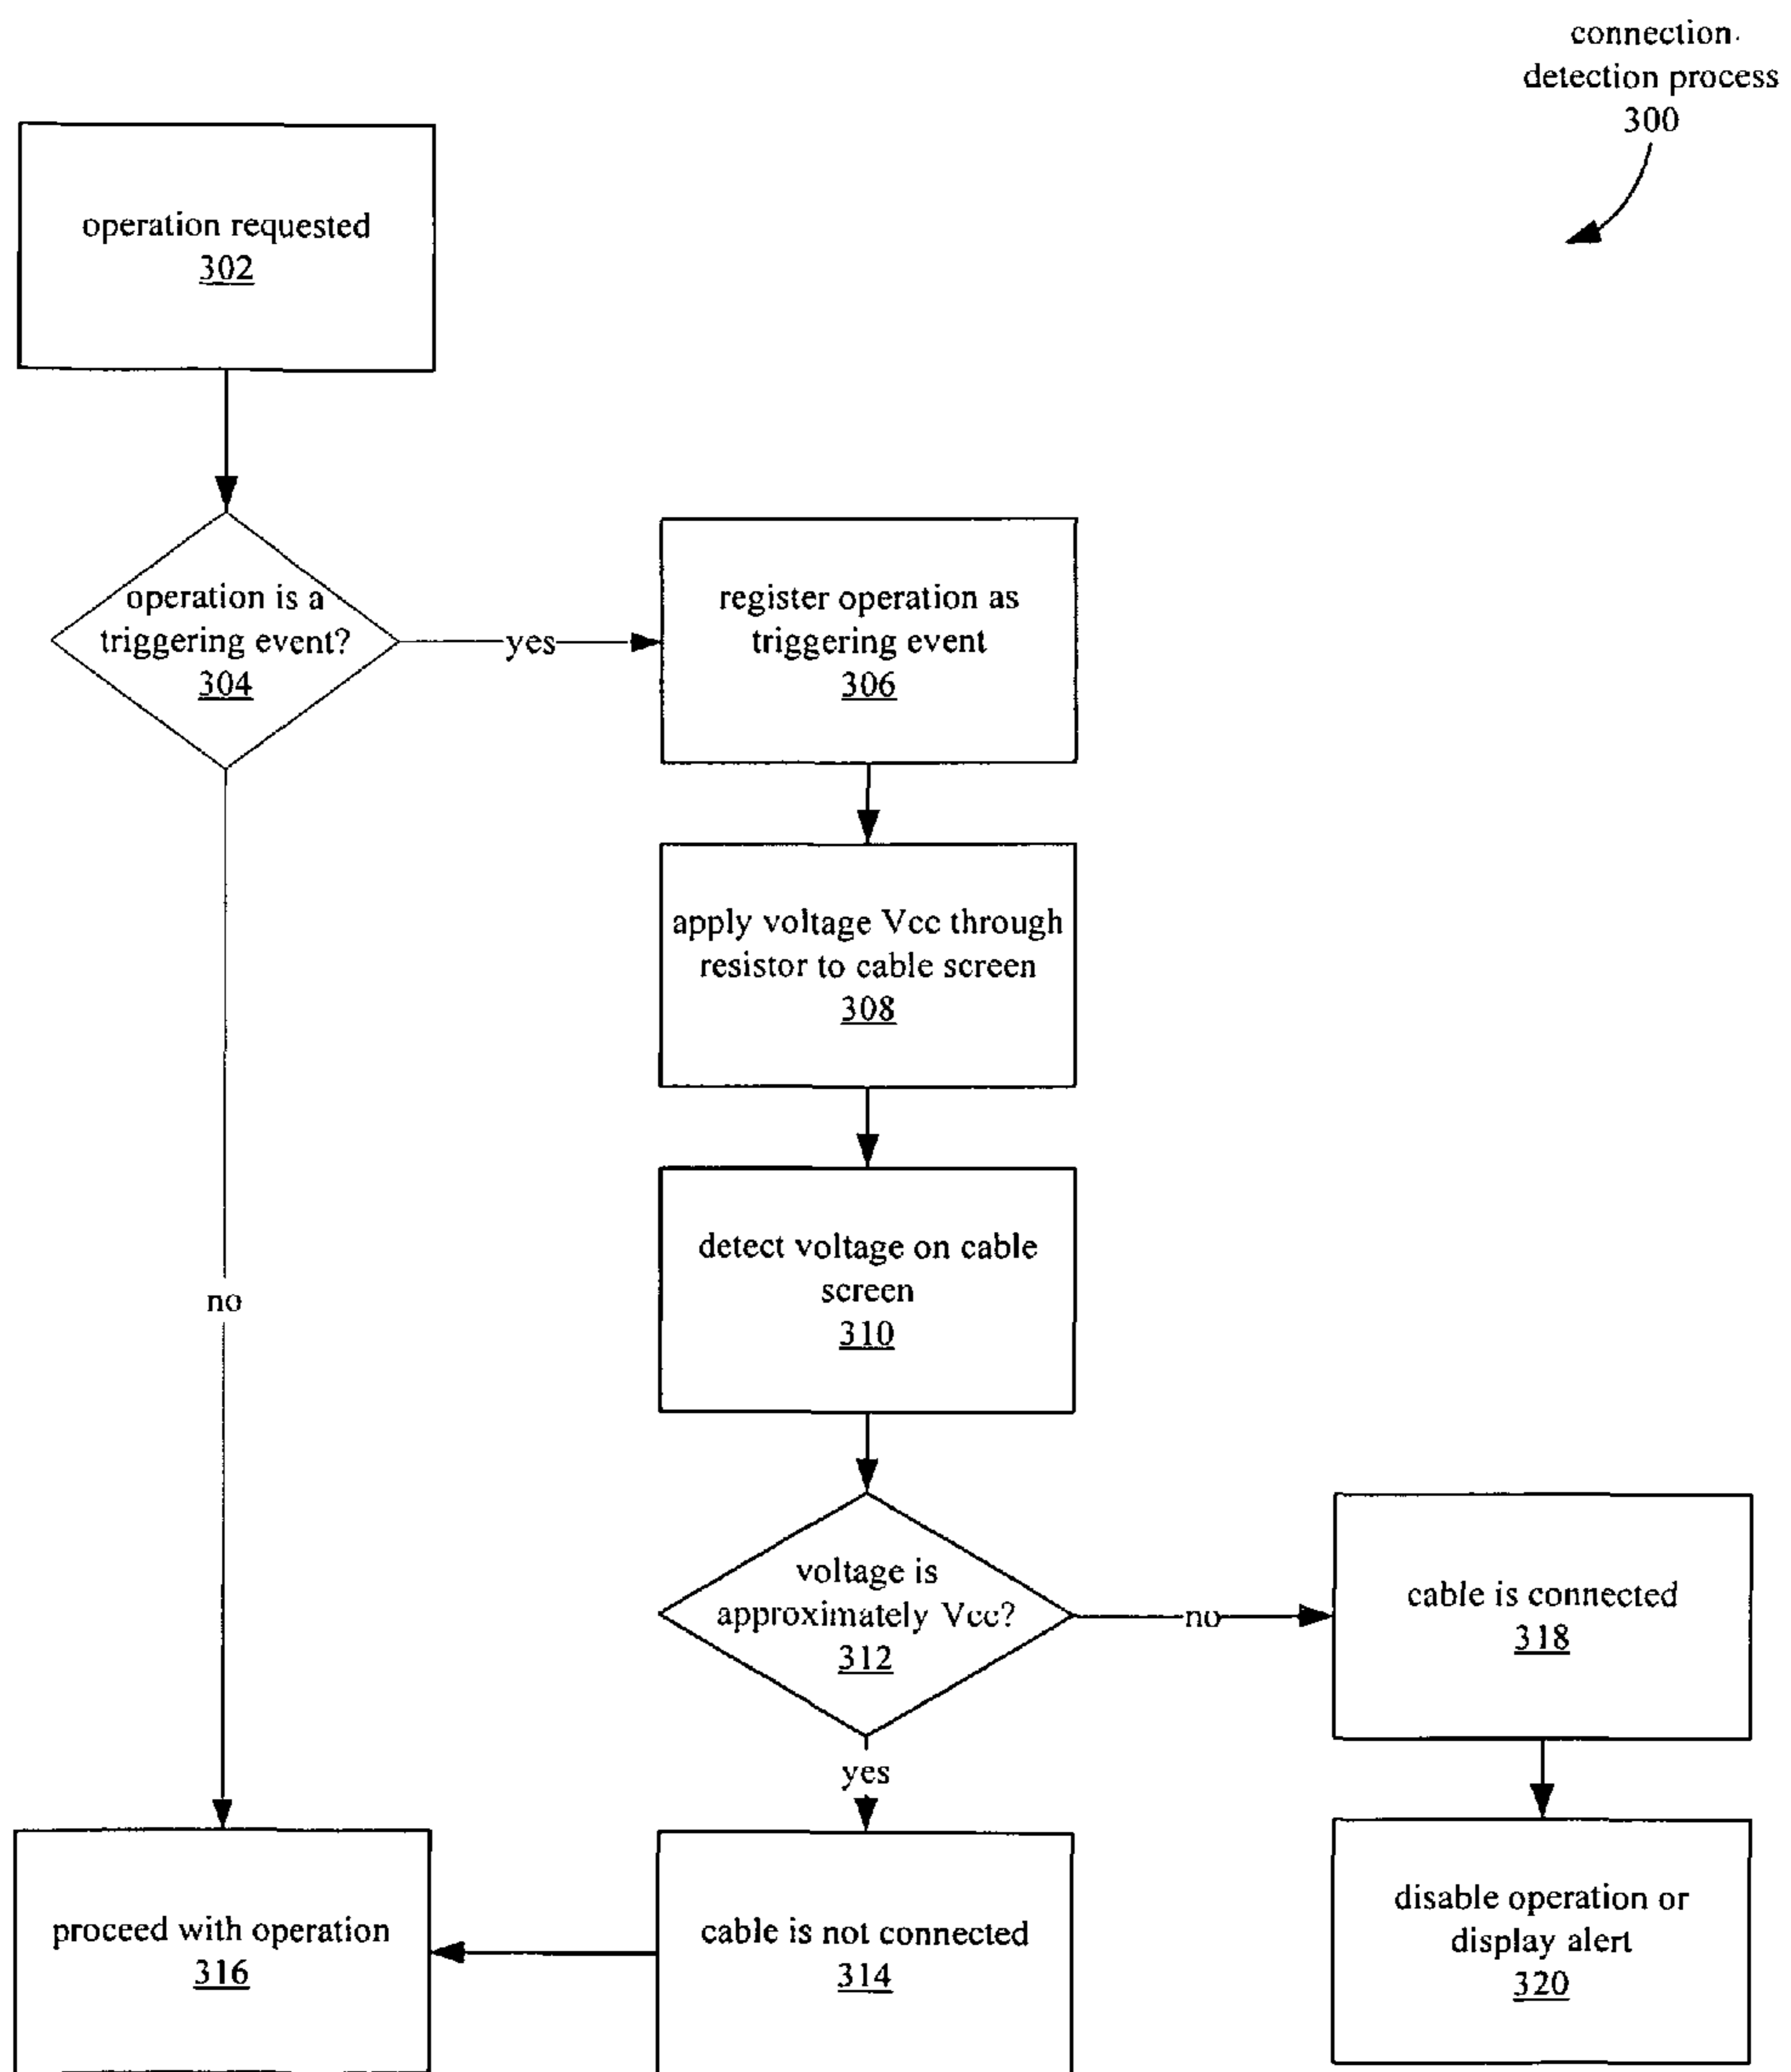 connection
detection process
300
operation requested
302
operation is a
triggering event?
304
yes
register operation as
triggering event
306
apply voltage Vcc through
resistor to cable screen
308
detect voltage on cable
screen
310
no
voltage is
approximately Vcc?
312
no
cable is connected
318
yes
proceed with operation
316
cable is not connected
314
disable operation or
display alert
320